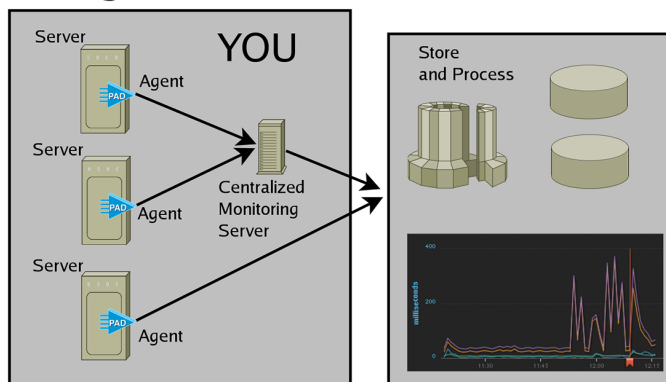 YOU
Server
PAD
Agent
Server
PAD
Agent
Server
PAD
Agent
Centralized
Monitoring
Server
Store
and Process
400
200
0
milliseconds
11:30
11:45
12:00
12:15